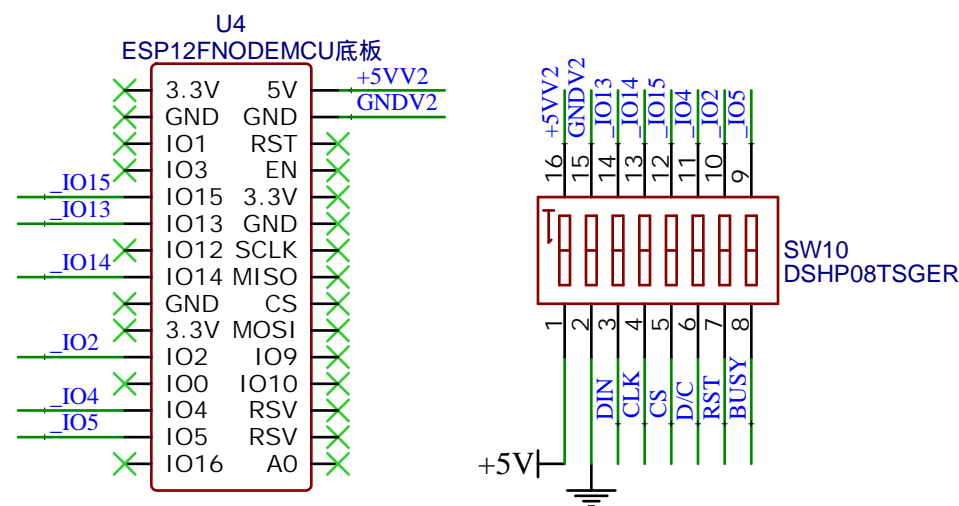 U4
ESP12FNODEMCU底板
3.3V 5V +5VV2
GND GND GNDV2
IO1 RST
IO3 EN
_IO15 IO15 3.3V
_IO13 IO13 GND
IO12 SCLK
_IO14 IO14 MISO
GND CS
3.3V MOSI
_IO2 IO2 IO9
IO0 IO10
_IO4 IO4 RSV
_IO5 IO5 RSV
IO16 A0
+5VV2 GNDV2 _IO13 _IO14 _IO15 _IO4 _IO2 _IO5
16 15 14 13 12 11 10 9
SW10
DSHP08TSGER
1 2 3 4 5 6 7 8
DIN CLK CS D/C RST BUSY
+5V